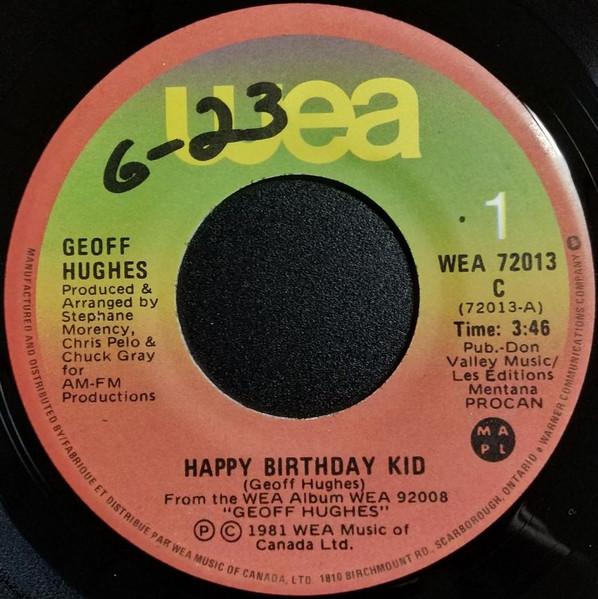 wea
6-23
1
GEOFF
HUGHES
Produced &
Arranged by
Stephane
Morency,
Chris Pelo &
Chuck Gray
for
AM-FM
Productions
WEA 72013
C
(72013-A)
Time: 3:46
Pub.-Don
Valley Music/
Les Éditions
Mentana
PROCAN
M A
P L
HAPPY BIRTHDAY KID
(Geoff Hughes)
From the WEA Album WEA 92008
"GEOFF HUGHES"
Ⓟ © 1981 WEA Music of
Canada Ltd.
MANUFACTURED AND DISTRIBUTED BY/FABRIQUE ET DISTRIBUE PAR WEA MUSIC OF CANADA, LTD. 1810 BIRCHMOUNT RD., SCARBOROUGH, ONTARIO ♦ WARNER COMMUNICATIONS COMPANY